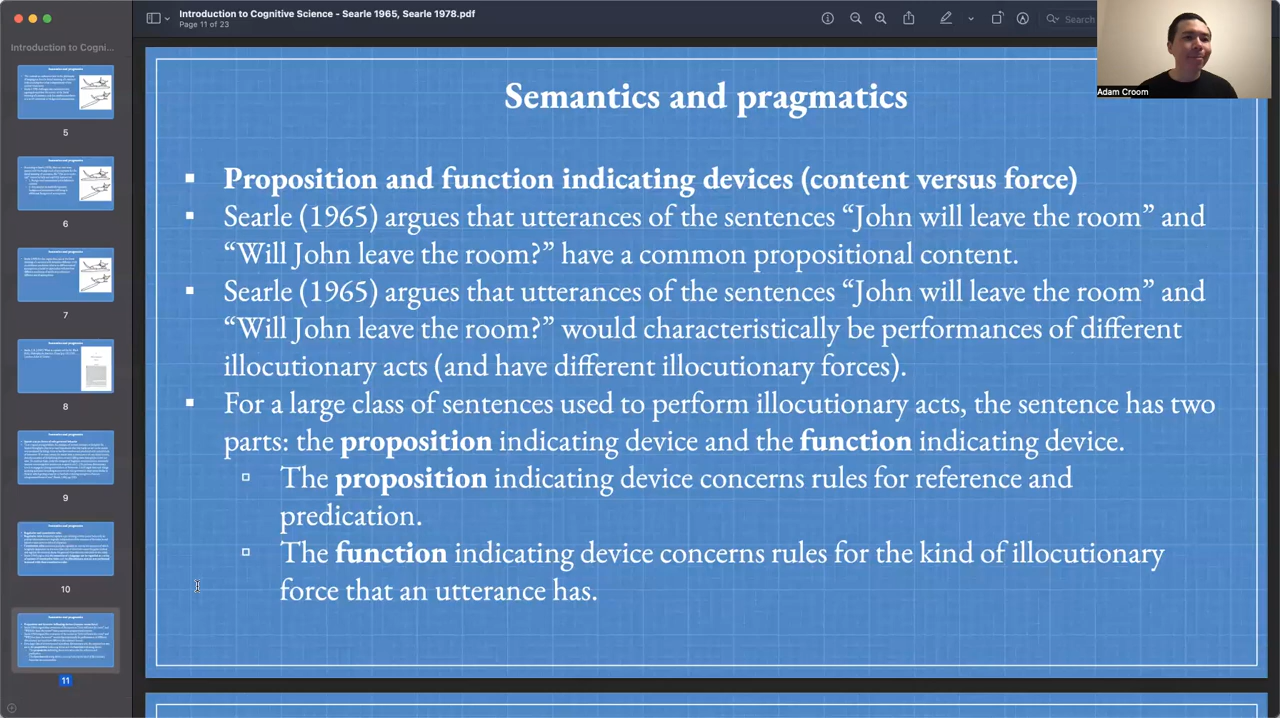 Introduction to Cognitive Science - Searle 1965, Searle 1978.pdf
Page 11 of 23
Search
Introduction to Cogni...
5
6
7
8
9
10
11
Adam Croom
Semantics and pragmatics
Proposition and function indicating devices (content versus force)
Searle (1965) argues that utterances of the sentences “John will leave the room” and
“Will John leave the room?” have a common propositional content.
Searle (1965) argues that utterances of the sentences “John will leave the room” and
“Will John leave the room?” would characteristically be performances of different
illocutionary acts (and have different illocutionary forces).
For a large class of sentences used to perform illocutionary acts, the sentence has two
parts: the proposition indicating device and function indicating device.
The proposition indicating device concerns rules for reference and
predication.
The function indicating device concerns rules for the kind of illocutionary
force that an utterance has.